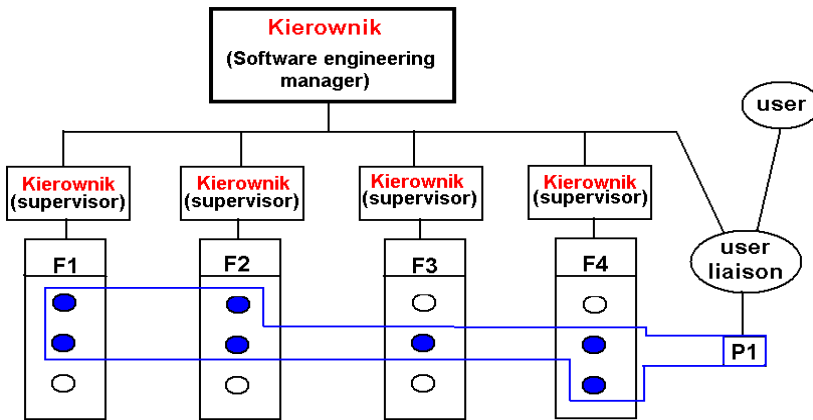 Kierownik
(Software engineering
manager)
user
Kierownik
(supervisor)
Kierownik
(supervisor)
Kierownik
(supervisor)
Kierownik
(supervisor)
user
liaison
F1
F2
F3
F4
P1